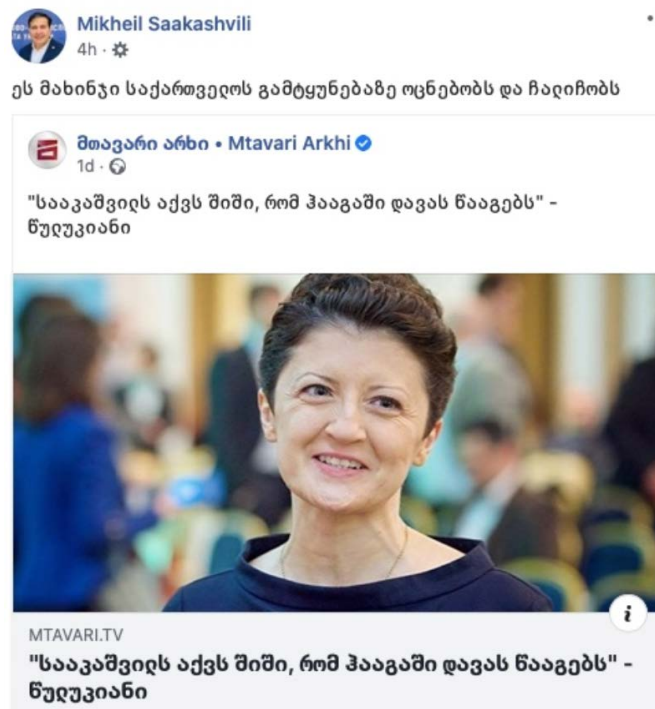 Mikheil Saakashvili
4h ·
ეს მახინჯი საქართველოს გამტყუნებაზე ოცნებობს და ჩალიჩობს
მთავარი არხი • Mtavari Arkhi
1d ·
"სააკაშვილს აქვს შიში, რომ ჰააგაში დავას წააგებს" -
წულუკიანი
MTAVARI.TV
"სააკაშვილს აქვს შიში, რომ ჰააგაში დავას წააგებს" -
წულუკიანი